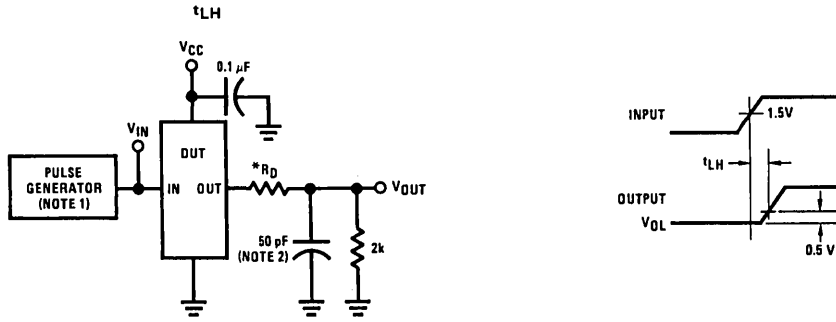 tLH
VCC
0.1 μF
VIN
DUT
PULSE
GENERATOR
(NOTE 1)
IN OUT
*RD
VOUT
50 pF
(NOTE 2)
2k
INPUT
1.5V
tLH
OUTPUT
VOL
0.5 V